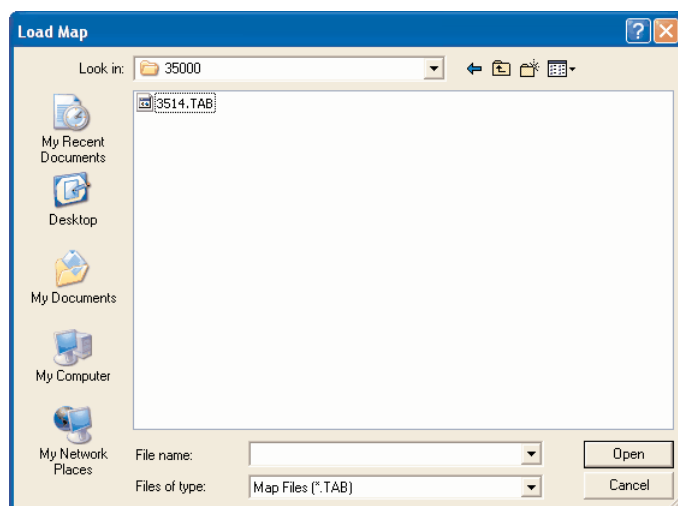 Load Map
Look in: 35000
3514.TAB
My Recent
Documents
Desktop
My Documents
My Computer
My Network
Places
File name:
Open
Files of type: Map Files (*.TAB)
Cancel